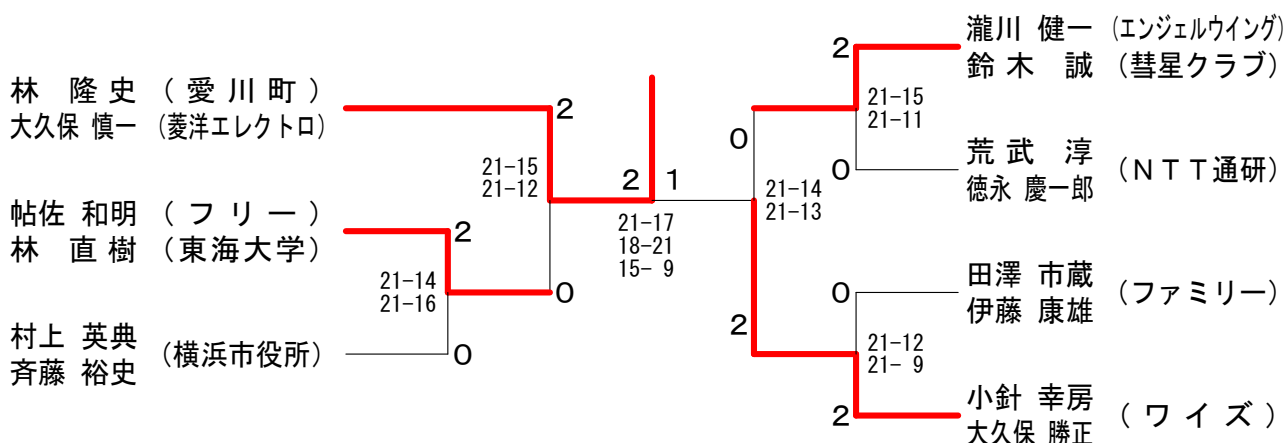 林 隆史 (愛川町)
大久保 慎一 (菱洋エレクトロ)
帖佐 和明 (フリー)
林 直樹 (東海大学)
村上 英典
斉藤 裕史
(横浜市役所)
2
21-15
21-12
2
21-14
21-16
0
0
2 1
21-17
18-21
15- 9
2
0
21-15
21-11
0
21-14
21-13
0
2
21-12
21- 9
2
瀧川 健一 (エンジェルウイング)
鈴木 誠 (彗星クラブ)
荒武 淳
徳永 慶一郎
(NTT通研)
田澤 市蔵
伊藤 康雄
(ファミリー)
小針 幸房
大久保 勝正
(ワイズ)